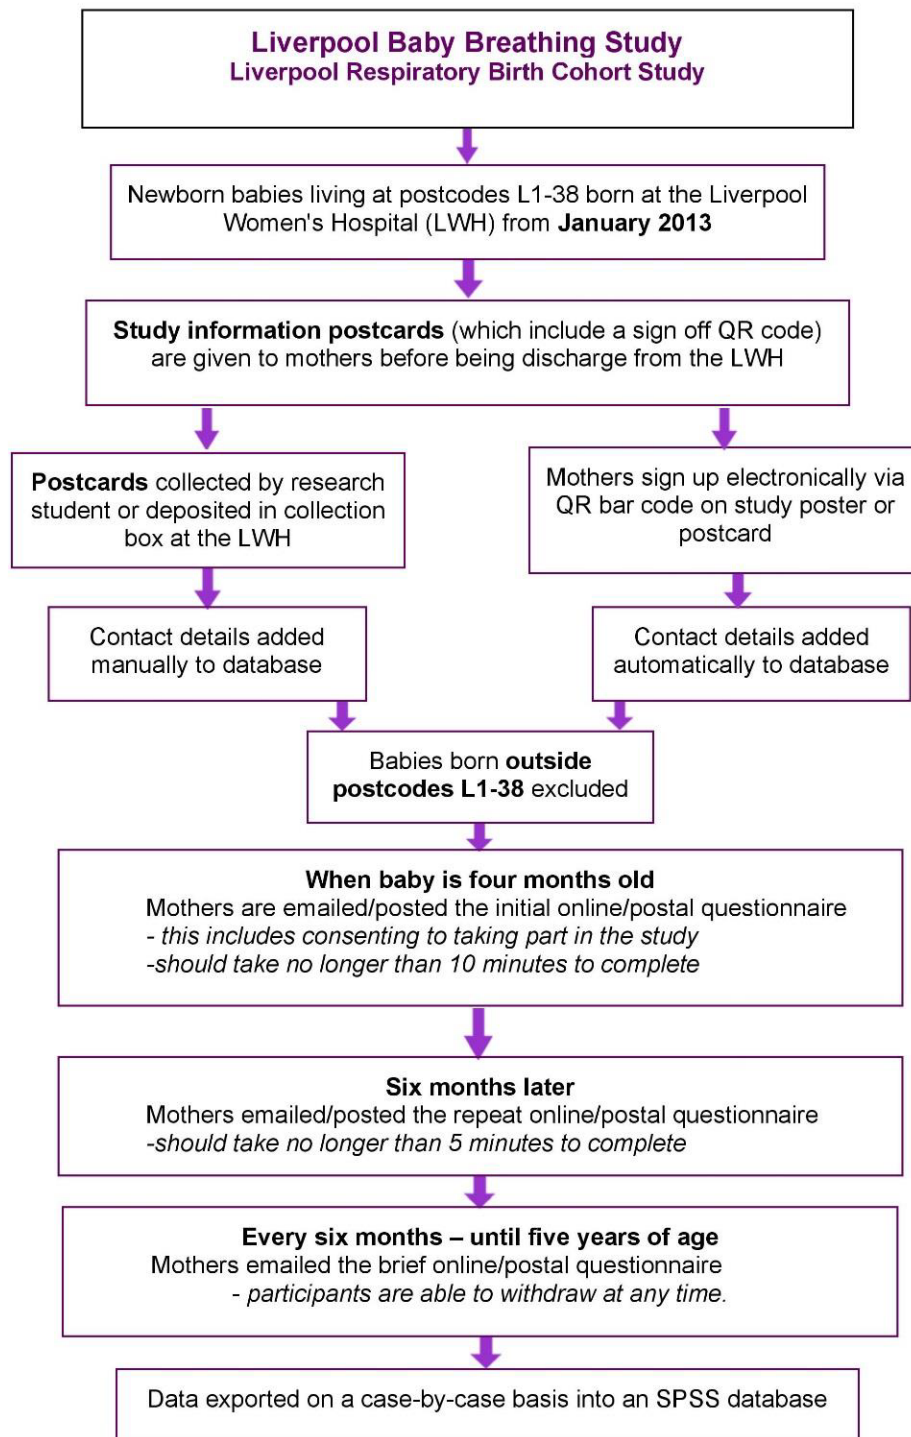 Liverpool Baby Breathing Study
Liverpool Respiratory Birth Cohort Study
Newborn babies living at postcodes L1-38 born at the Liverpool
Women's Hospital (LWH) from January 2013
Study information postcards (which include a sign off QR code)
are given to mothers before being discharge from the LWH
Postcards collected by research
student or deposited in collection
box at the LWH
Mothers sign up electronically via
QR bar code on study poster or
postcard
Contact details added
manually to database
Contact details added
automatically to database
Babies born outside
postcodes L1-38 excluded
When baby is four months old
Mothers are emailed/posted the initial online/postal questionnaire
- this includes consenting to taking part in the study
-should take no longer than 10 minutes to complete
Six months later
Mothers emailed/posted the repeat online/postal questionnaire
-should take no longer than 5 minutes to complete
Every six months – until five years of age
Mothers emailed the brief online/postal questionnaire
- participants are able to withdraw at any time.
Data exported on a case-by-case basis into an SPSS database